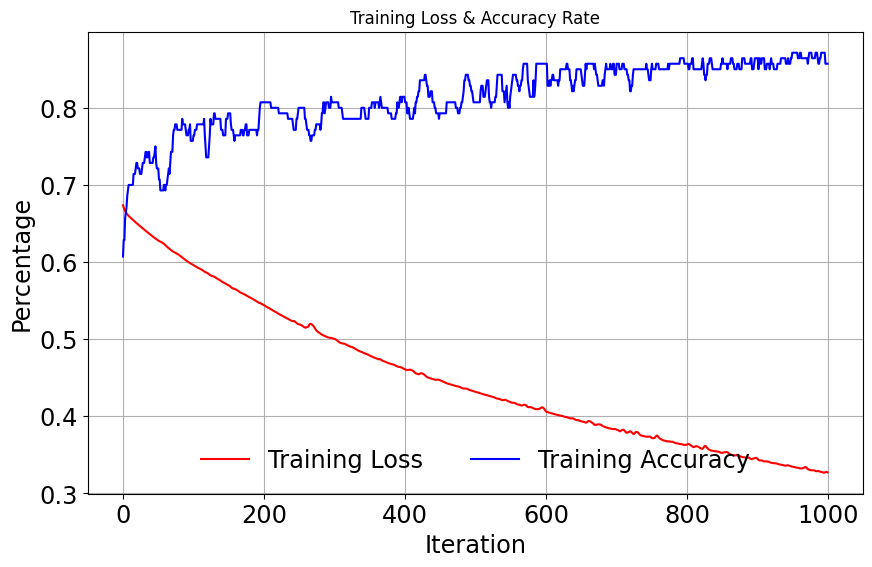 Training Loss & Accuracy Rate
Percentage
0.8
0.7
0.6
0.5
0.4
0.3
Training Loss
Training Accuracy
0
200
400
600
800
1000
Iteration